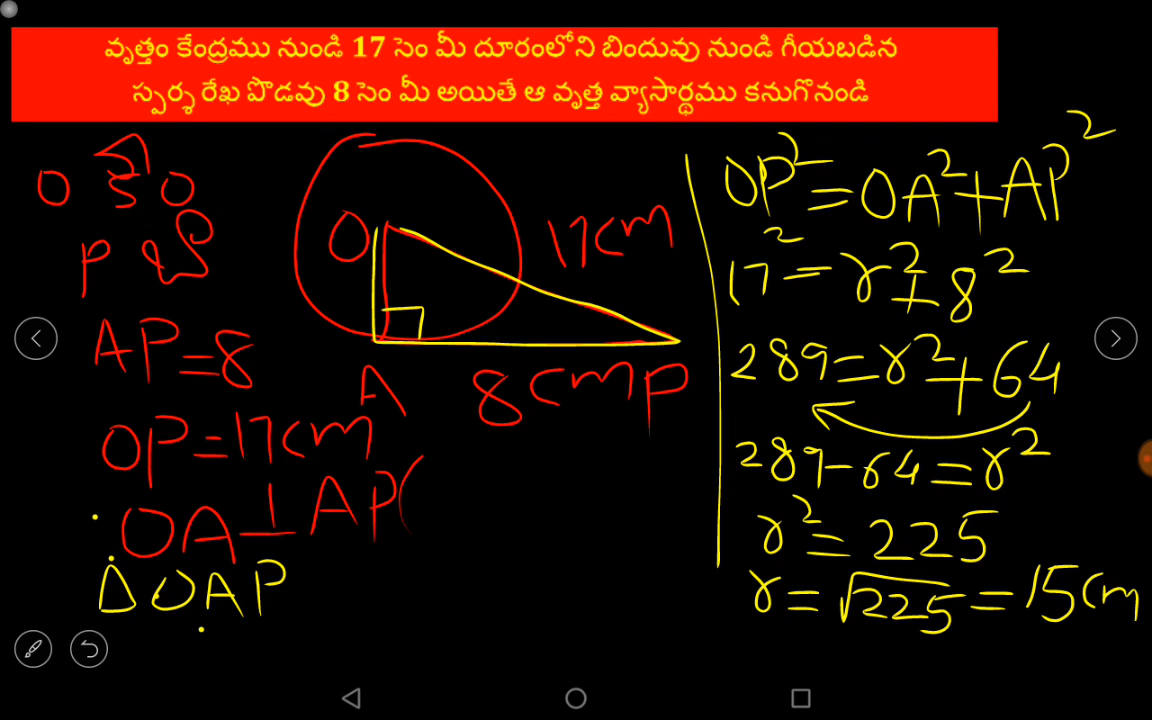 వృత్తం కేంద్రము నుండి 17 సెం మీ దూరంలోని బిందువు నుండి గీయబడిన
స్పర్శ రేఖ పొడవు 8 సెం మీ అయితే ఆ వృత్త వ్యాసార్థము కనుగొనండి
O కేం
P బి
AP=8
OP=17cm
OA⊥AP(
ΔOAP
O
17cm
A
8cm P
OP²=OA²+AP²
17²=r²+8²
289=r²+64
289-64=r²
r²=225
r=√225=15cm